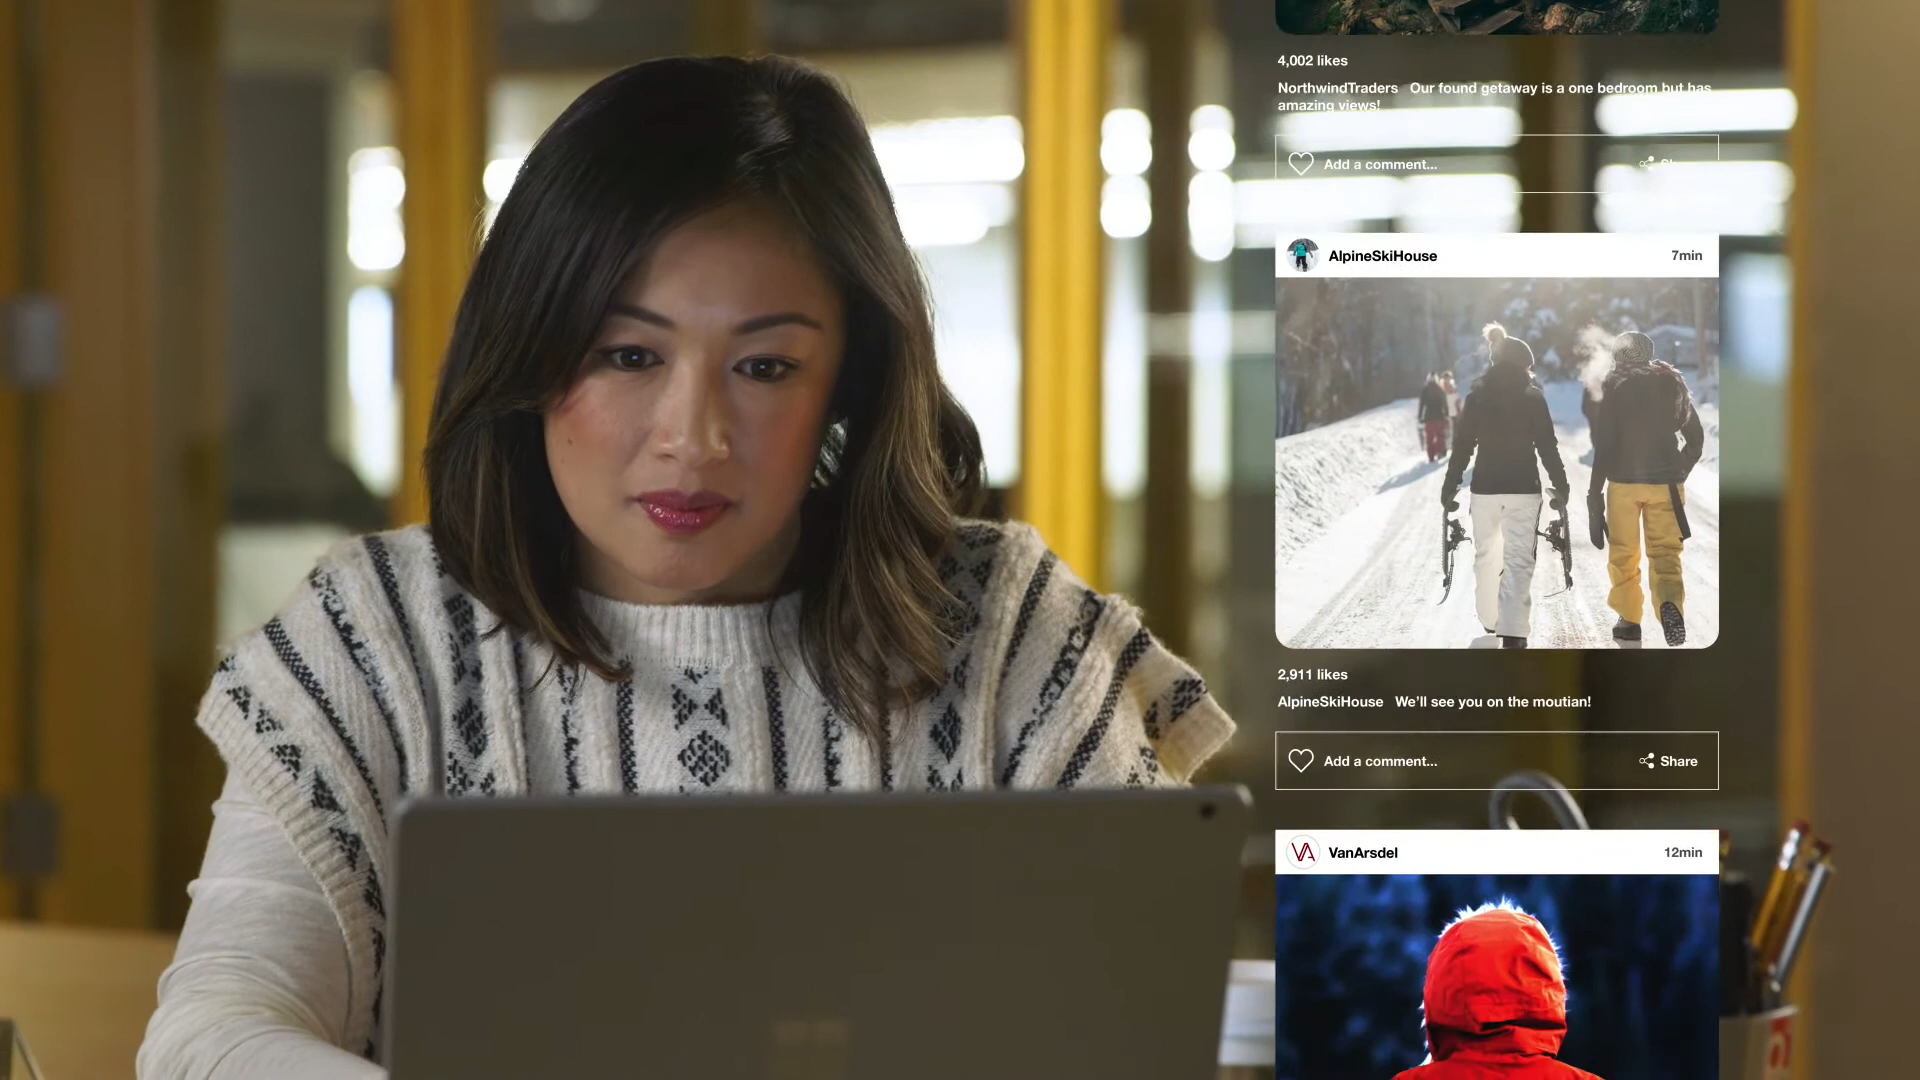 4,002 likes
NorthwindTraders Our found getaway is a one bedroom but has
amazing views!
Add a comment...
AlpineSkiHouse 7min
2,911 likes
AlpineSkiHouse We'll see you on the moutian!
Add a comment... Share
VA VanArsdel 12min